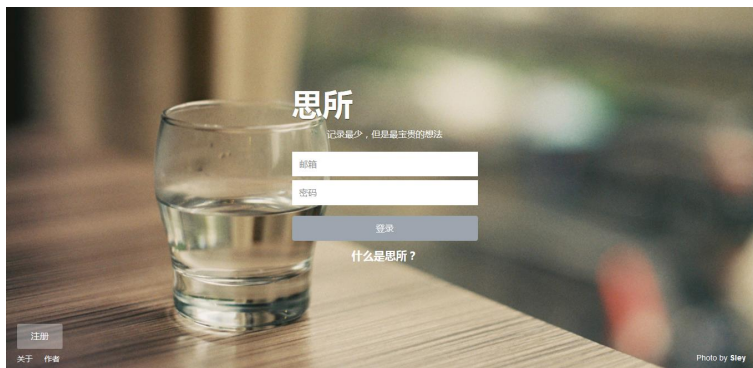 思所
记录最少，但是最宝贵的想法
邮箱
密码
登录
什么是思所？
注册
关于 作者
Photo by Sley